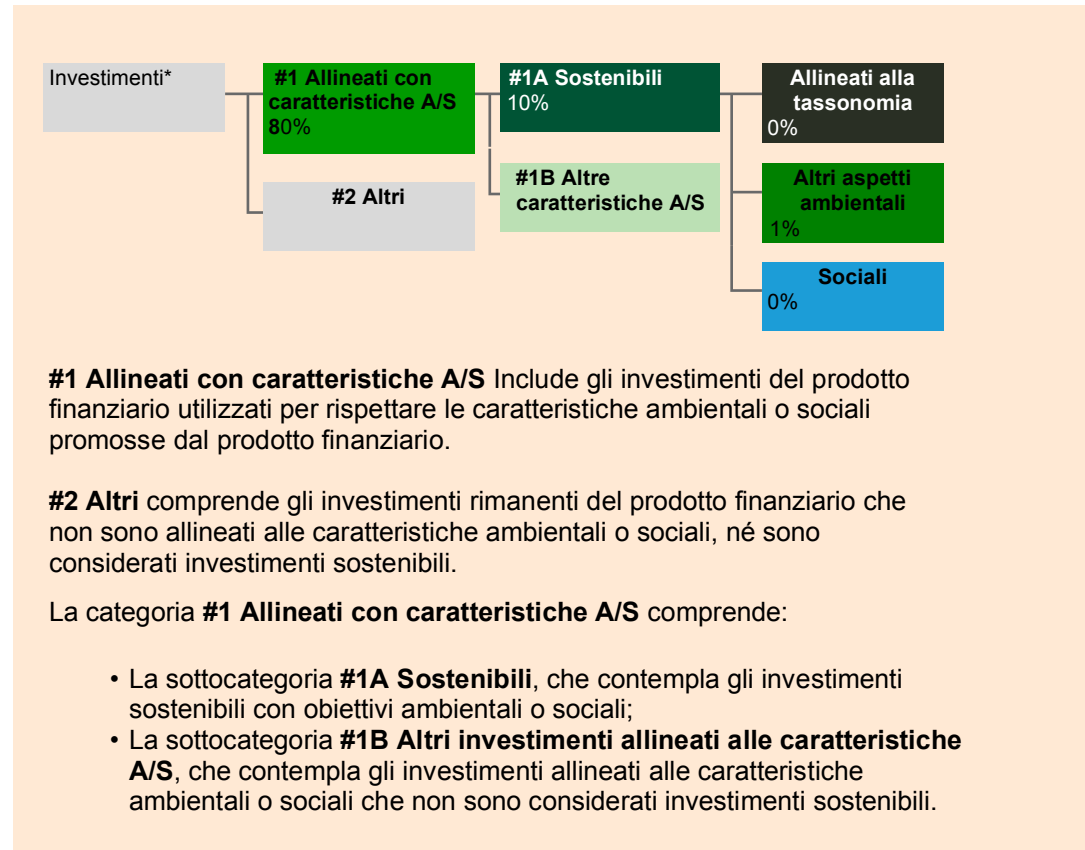 Investimenti*
#1 Allineati con
caratteristiche A/S
80%
#2 Altri
#1A Sostenibili
10%
#1B Altre
caratteristiche A/S
Allineati alla
tassonomia
0%
Altri aspetti
ambientali
1%
Sociali
0%
#1 Allineati con caratteristiche A/S Include gli investimenti del prodotto
finanziario utilizzati per rispettare le caratteristiche ambientali o sociali
promosse dal prodotto finanziario.
#2 Altri comprende gli investimenti rimanenti del prodotto finanziario che
non sono allineati alle caratteristiche ambientali o sociali, né sono
considerati investimenti sostenibili.
La categoria #1 Allineati con caratteristiche A/S comprende:
• La sottocategoria #1A Sostenibili, che contempla gli investimenti
sostenibili con obiettivi ambientali o sociali;
• La sottocategoria #1B Altri investimenti allineati alle caratteristiche
A/S, che contempla gli investimenti allineati alle caratteristiche
ambientali o sociali che non sono considerati investimenti sostenibili.